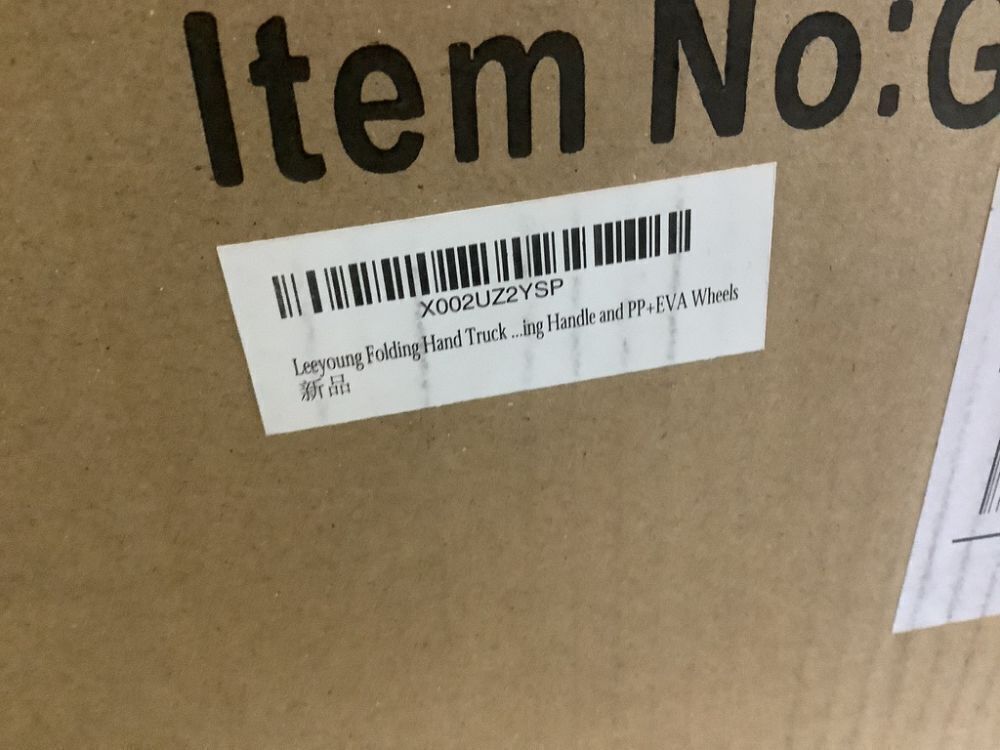 Item No:G
X002UZ2YSP
Leeyoung Folding Hand Truck ...ing Handle and PP+EVA Wheels
新品